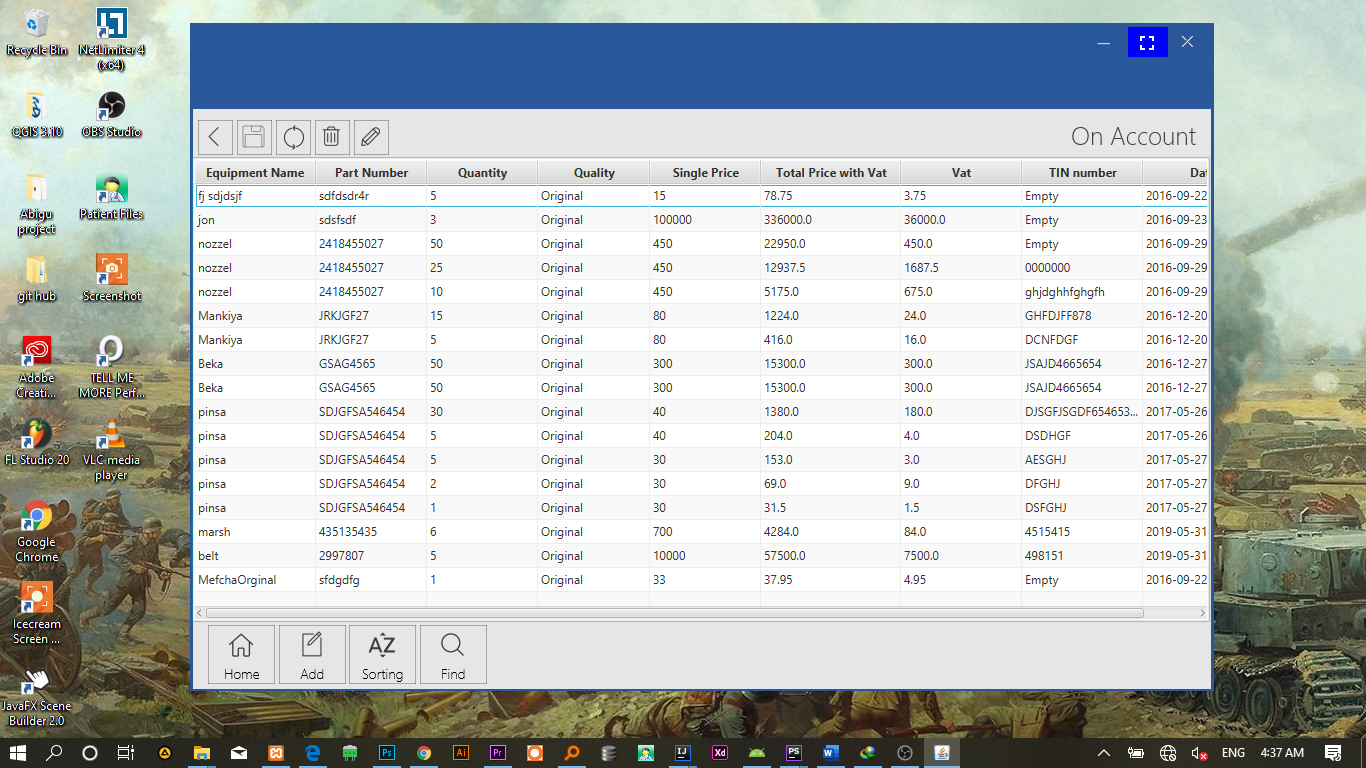 Recycle Bin
NetLimiter 4
(x64)
QGIS 3.10
OBS Studio
Abigu
project
Patient Files
git hub
Screenshot
Adobe
Creati...
TELL ME
MORE Perf...
FL Studio 20
VLC media
player
Google
Chrome
Icecream
Screen ...
JavaFX Scene
Builder 2.0
On Account
Equipment Name Part Number Quantity Quality Single Price Total Price with Vat Vat TIN number Dat
fj sdjdsjf sdfdsdr4r 5 Original 15 78.75 3.75 Empty 2016-09-22
jon sdsfsdf 3 Original 100000 336000.0 36000.0 Empty 2016-09-23
nozzel 2418455027 50 Original 450 22950.0 450.0 Empty 2016-09-29
nozzel 2418455027 25 Original 450 12937.5 1687.5 0000000 2016-09-29
nozzel 2418455027 10 Original 450 5175.0 675.0 ghjdghhfghgfh 2016-09-29
Mankiya JRKJGF27 15 Original 80 1224.0 24.0 GHFDJFF878 2016-12-20
Mankiya JRKJGF27 5 Original 80 416.0 16.0 DCNFDGF 2016-12-20
Beka GSAG4565 50 Original 300 15300.0 300.0 JSAJD4665654 2016-12-27
Beka GSAG4565 50 Original 300 15300.0 300.0 JSAJD4665654 2016-12-27
pinsa SDJGFSA546454 30 Original 40 1380.0 180.0 DJSGFJSGDF654653... 2017-05-26
pinsa SDJGFSA546454 5 Original 40 204.0 4.0 DSDHGF 2017-05-26
pinsa SDJGFSA546454 5 Original 30 153.0 3.0 AESGHJ 2017-05-27
pinsa SDJGFSA546454 2 Original 30 69.0 9.0 DFGHJ 2017-05-27
pinsa SDJGFSA546454 1 Original 30 31.5 1.5 DSFGHJ 2017-05-27
marsh 435135435 6 Original 700 4284.0 84.0 4515415 2019-05-31
belt 2997807 5 Original 10000 57500.0 7500.0 498151 2019-05-31
MefchaOrginal sfdgdfg 1 Original 33 37.95 4.95 Empty 2016-09-22
AZ
Home Add Sorting Find
Ps Ai Pr IJ Xd PS W ENG 4:37 AM